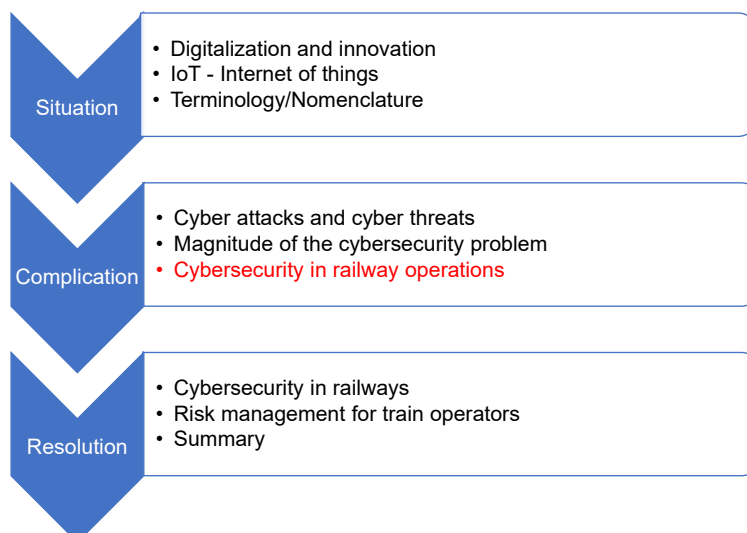 Situation
• Digitalization and innovation
• IoT - Internet of things
• Terminology/Nomenclature
Complication
• Cyber attacks and cyber threats
• Magnitude of the cybersecurity problem
• Cybersecurity in railway operations
Resolution
• Cybersecurity in railways
• Risk management for train operators
• Summary